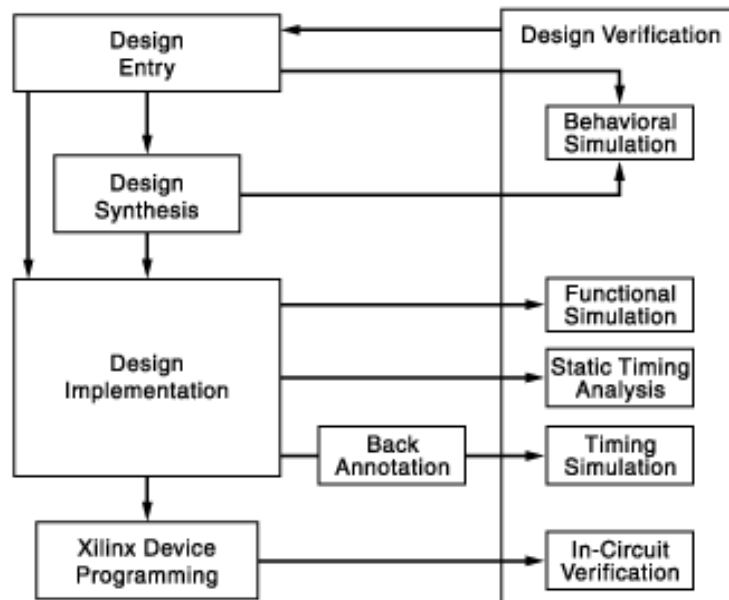 Design
Entry
Design Verification
Behavioral
Simulation
Design
Synthesis
Functional
Simulation
Design
Implementation
Static Timing
Analysis
Back
Annotation
Timing
Simulation
Xilinx Device
Programming
In-Circuit
Verification